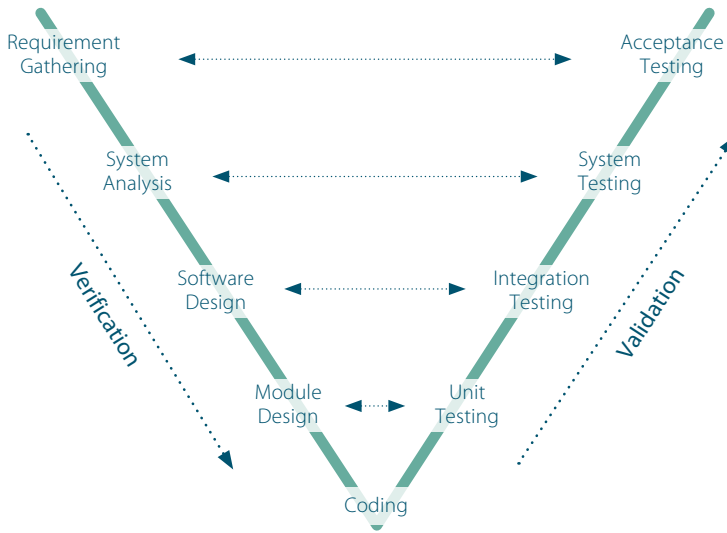 Requirement
Gathering
Acceptance
Testing
System
Analysis
System
Testing
Software
Design
Integration
Testing
Verification
Validation
Module
Design
Unit
Testing
Coding